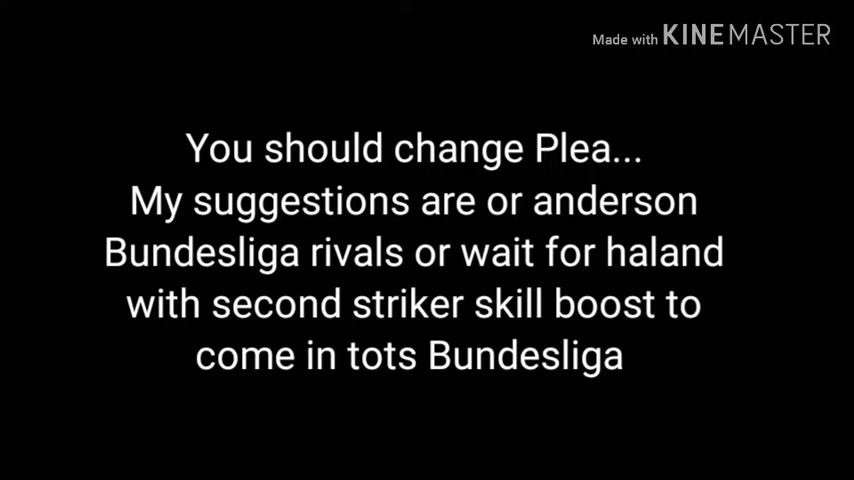 Made with KINEMASTER
You should change Plea...
My suggestions are or anderson
Bundesliga rivals or wait for haland
with second striker skill boost to
come in tots Bundesliga